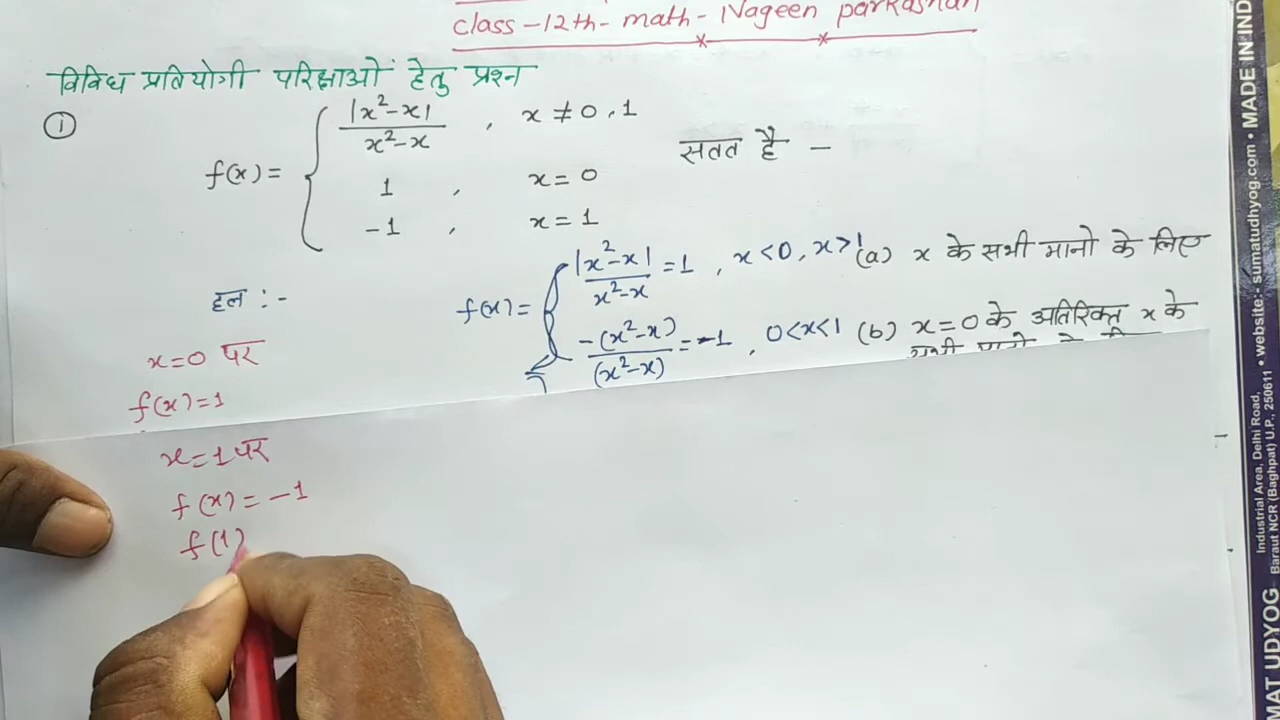 class-12th-math-Nageen parkashan
विविध प्रतियोगी परिक्षाओं हेतु प्रश्न
① f(x) = { |x²-x| / x²-x , x ≠ 0, 1
1 , x = 0
-1 , x = 1
सतत है -
(a) x के सभी मानो के लिए
(b) x=0 के अतिरिक्त x के
हल :-
f(x) = { |x²-x| / x²-x = 1 , x<0, x>1
-(x²-x) / (x²-x) = -1 , 0<x<1
x=0 पर
f(x)=1
x=1 पर
f(x) = -1
f(1)
MAT UDYOG Industrial Area, Delhi Road, Baraut NCR (Baghpat) U.P. 250611 • website:- sumatudhyog.com • MADE IN IND